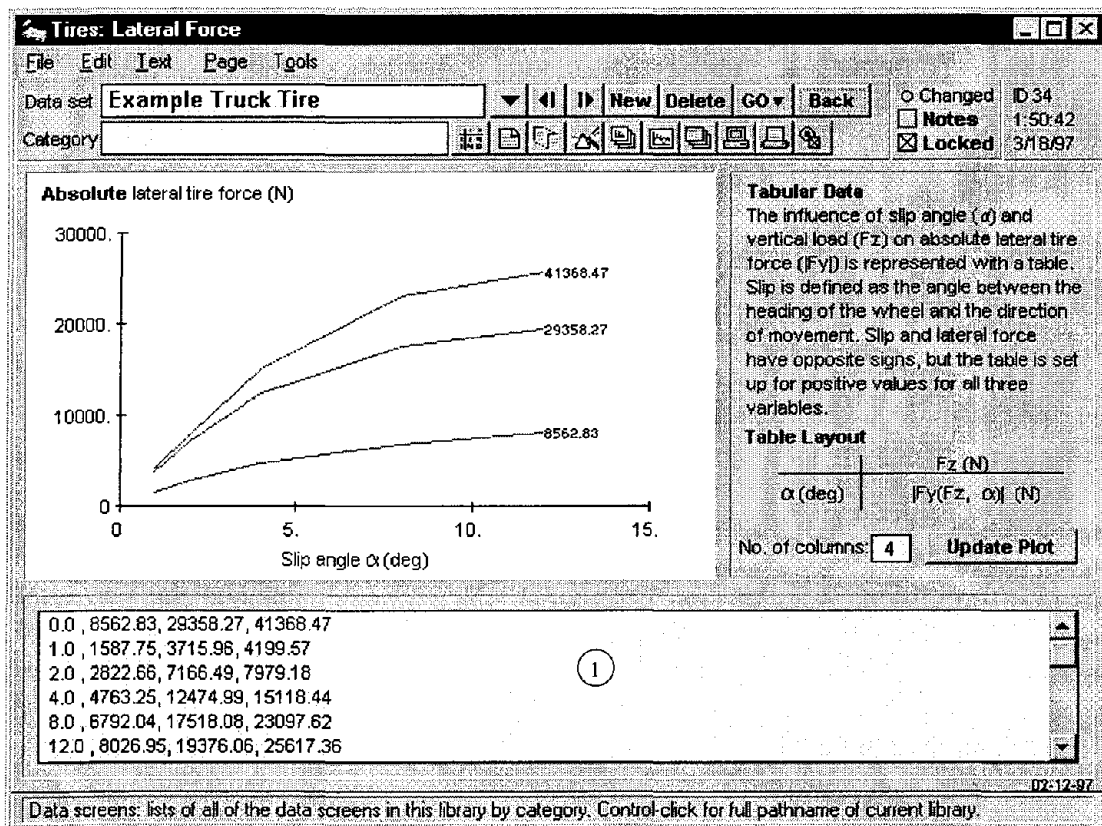 Tires: Lateral Force
File Edit Text Page Tools
Data set Example Truck Tire New Delete GO Back Changed ID 34
Notes 1:50:42
Category Locked 3/18/97
Absolute lateral tire force (N)
30000.
20000.
10000.
0
0 5. 10. 15.
Slip angle α (deg)
41368.47
29358.27
8562.83
Tabular Data
The influence of slip angle (α) and
vertical load (Fz) on absolute lateral tire
force (|Fy|) is represented with a table.
Slip is defined as the angle between the
heading of the wheel and the direction
of movement. Slip and lateral force
have opposite signs, but the table is set
up for positive values for all three
variables.
Table Layout
Fz (N)
α (deg) |Fy(Fz, α)| (N)
No. of columns: 4 Update Plot
0.0 , 8562.83, 29358.27, 41368.47
1.0 , 1587.75, 3715.96, 4199.57
2.0 , 2822.66, 7166.49, 7979.18
4.0 , 4763.25, 12474.99, 15118.44
8.0 , 6792.04, 17518.08, 23097.62
12.0 , 8026.95, 19376.06, 25617.36
1
02-12-97
Data screens: lists of all of the data screens in this library by category. Control-click for full pathname of current library.